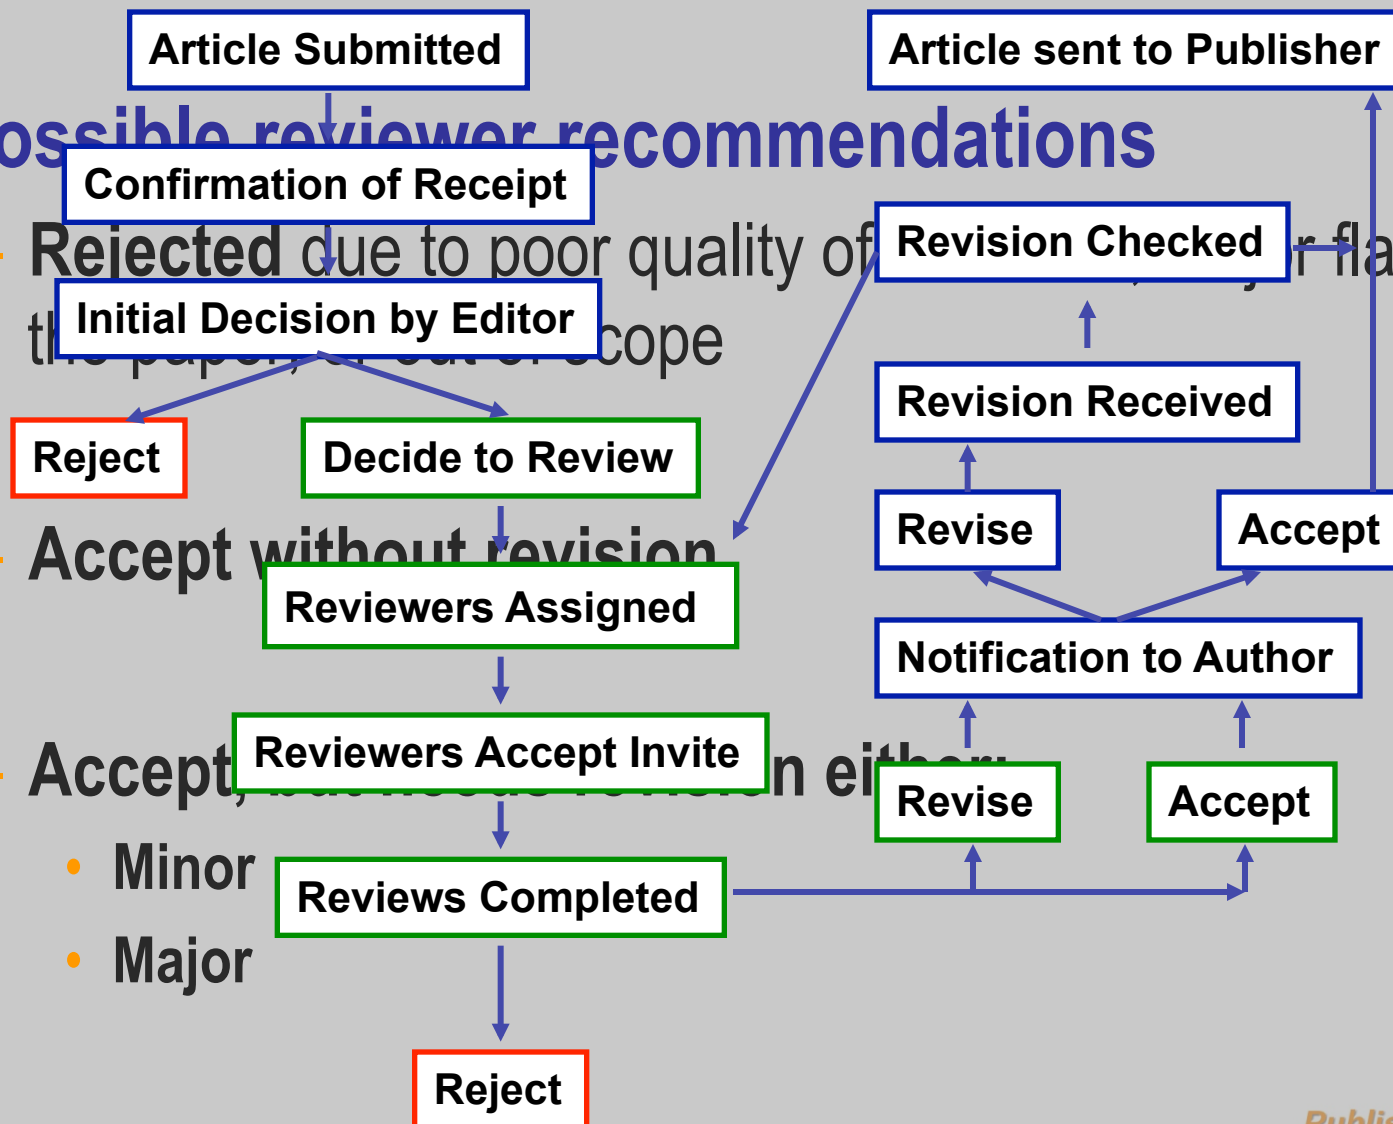 Article Submitted
Article sent to Publisher
ossible reviewer recommendations
Confirmation of Receipt
Rejected due to poor quality of
Revision Checked
Initial Decision by Editor
scope
Revision Received
Reject
Decide to Review
Revise
Accept
Accept without revision
Reviewers Assigned
Notification to Author
Reviewers Accept Invite
Accept,
Revise
Accept
Minor
Reviews Completed
Major
Reject